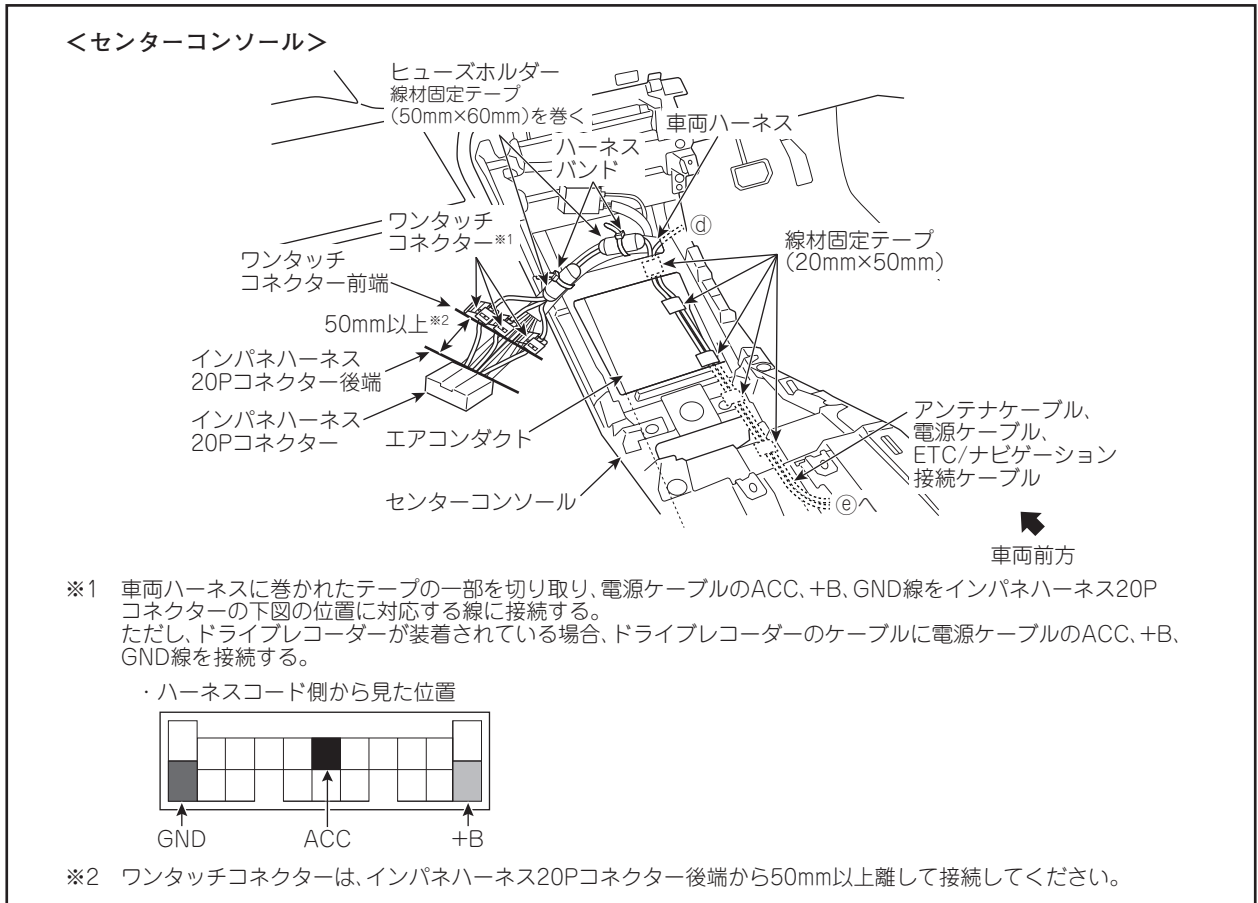 ＜センターコンソール＞
ヒューズホルダー
線材固定テープ
(50mm×60mm)を巻く
車両ハーネス
ハーネス
バンド
ワンタッチ
コネクター※1
ⓓ
線材固定テープ
(20mm×50mm)
ワンタッチ
コネクター前端
50mm以上※2
インパネハーネス
20Pコネクター後端
インパネハーネス
20Pコネクター
エアコンダクト
アンテナケーブル、
電源ケーブル、
ETC/ナビゲーション
接続ケーブル
センターコンソール
ⓔへ
車両前方
※1 車両ハーネスに巻かれたテープの一部を切り取り、電源ケーブルのACC、+B、GND線をインパネハーネス20P
コネクターの下図の位置に対応する線に接続する。
ただし、ドライブレコーダーが装着されている場合、ドライブレコーダーのケーブルに電源ケーブルのACC、+B、
GND線を接続する。
・ハーネスコード側から見た位置
GND ACC +B
※2 ワンタッチコネクターは、インパネハーネス20Pコネクター後端から50mm以上離して接続してください。